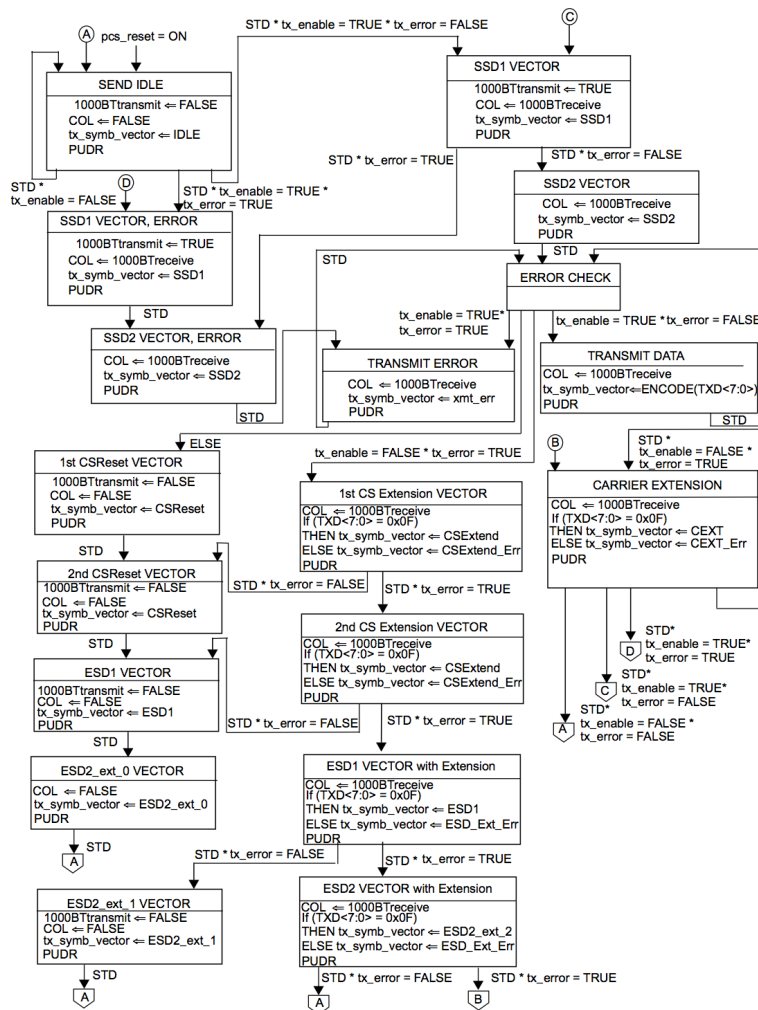 A
pcs_reset = ON
STD * tx_enable = TRUE * tx_error = FALSE
C
SEND IDLE
1000BTtransmit ⇐ FALSE
COL ⇐ FALSE
tx_symb_vector ⇐ IDLE
PUDR
SSD1 VECTOR
1000BTtransmit ⇐ TRUE
COL ⇐ 1000BTreceive
tx_symb_vector ⇐ SSD1
PUDR
STD *
tx_enable = FALSE
D
STD * tx_enable = TRUE *
tx_error = TRUE
STD * tx_error = TRUE
STD * tx_error = FALSE
SSD2 VECTOR
COL ⇐ 1000BTreceive
tx_symb_vector ⇐ SSD2
PUDR
SSD1 VECTOR, ERROR
1000BTtransmit ⇐ TRUE
COL ⇐ 1000BTreceive
tx_symb_vector ⇐ SSD1
PUDR
STD
STD
ERROR CHECK
STD
SSD2 VECTOR, ERROR
COL ⇐ 1000BTreceive
tx_symb_vector ⇐ SSD2
PUDR
STD
tx_enable = TRUE*
tx_error = TRUE
tx_enable = TRUE * tx_error = FALSE
TRANSMIT ERROR
COL ⇐ 1000BTreceive
tx_symb_vector ⇐ xmt_err
PUDR
TRANSMIT DATA
COL ⇐ 1000BTreceive
tx_symb_vector⇐ENCODE(TXD<7:0>)
PUDR
STD
ELSE
tx_enable = FALSE * tx_error = TRUE
B
STD *
tx_enable = FALSE *
tx_error = TRUE
1st CSReset VECTOR
1000BTtransmit ⇐ FALSE
COL ⇐ FALSE
tx_symb_vector ⇐ CSReset
PUDR
1st CS Extension VECTOR
COL ⇐ 1000BTreceive
If (TXD<7:0> = 0x0F)
THEN tx_symb_vector ⇐ CSExtend
ELSE tx_symb_vector ⇐ CSExtend_Err
PUDR
CARRIER EXTENSION
COL ⇐ 1000BTreceive
If (TXD<7:0> = 0x0F)
THEN tx_symb_vector ⇐ CEXT
ELSE tx_symb_vector ⇐ CEXT_Err
PUDR
STD
STD * tx_error = FALSE
STD * tx_error = TRUE
2nd CSReset VECTOR
1000BTtransmit ⇐ FALSE
COL ⇐ FALSE
tx_symb_vector ⇐ CSReset
PUDR
2nd CS Extension VECTOR
COL ⇐ 1000BTreceive
If (TXD<7:0> = 0x0F)
THEN tx_symb_vector ⇐ CSExtend
ELSE tx_symb_vector ⇐ CSExtend_Err
PUDR
D
STD*
tx_enable = TRUE*
tx_error = TRUE
C
STD*
tx_enable = TRUE*
tx_error = FALSE
A
STD*
tx_enable = FALSE *
tx_error = FALSE
STD
STD * tx_error = FALSE
STD * tx_error = TRUE
ESD1 VECTOR
1000BTtransmit ⇐ FALSE
COL ⇐ FALSE
tx_symb_vector ⇐ ESD1
PUDR
STD
ESD2_ext_0 VECTOR
COL ⇐ FALSE
tx_symb_vector ⇐ ESD2_ext_0
PUDR
ESD1 VECTOR with Extension
COL ⇐ 1000BTreceive
If (TXD<7:0> = 0x0F)
THEN tx_symb_vector ⇐ ESD1
ELSE tx_symb_vector ⇐ ESD_Ext_Err
PUDR
STD
A
STD * tx_error = FALSE
STD * tx_error = TRUE
ESD2_ext_1 VECTOR
1000BTtransmit ⇐ FALSE
COL ⇐ FALSE
tx_symb_vector ⇐ ESD2_ext_1
PUDR
ESD2 VECTOR with Extension
COL ⇐ 1000BTreceive
If (TXD<7:0> = 0x0F)
THEN tx_symb_vector ⇐ ESD2_ext_2
ELSE tx_symb_vector ⇐ ESD_Ext_Err
PUDR
STD
A
STD * tx_error = FALSE
A
STD * tx_error = TRUE
B